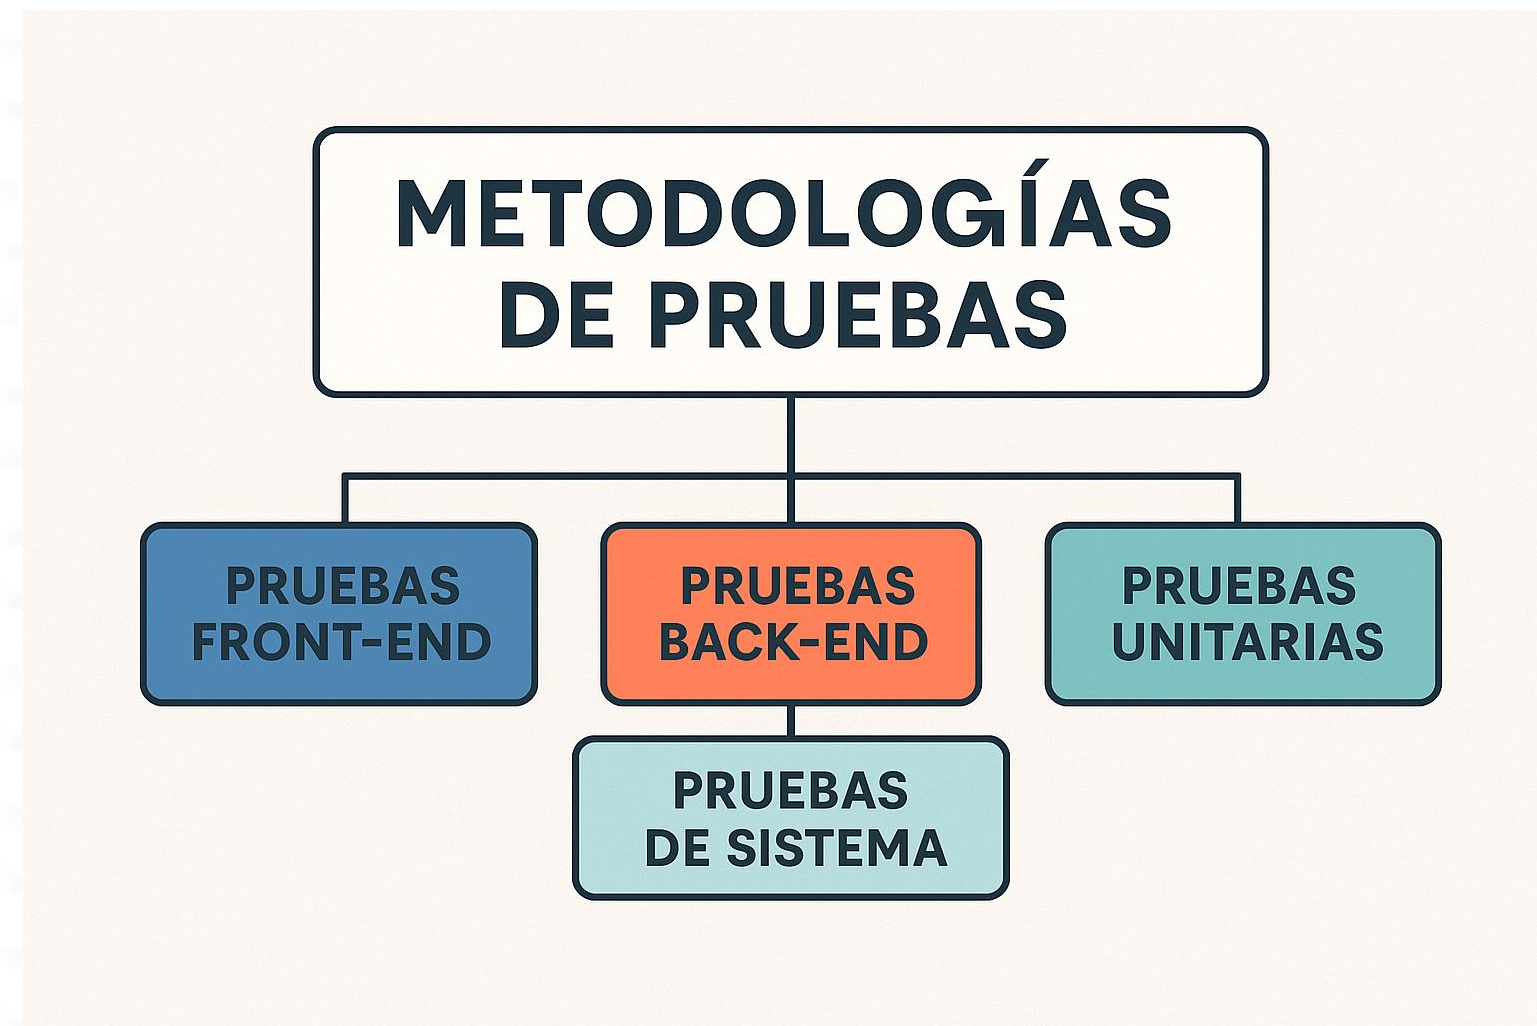 METODOLOGÍAS
DE PRUEBAS
PRUEBAS
FRONT-END
PRUEBAS
BACK-END
PRUEBAS
UNITARIAS
PRUEBAS
DE SISTEMA